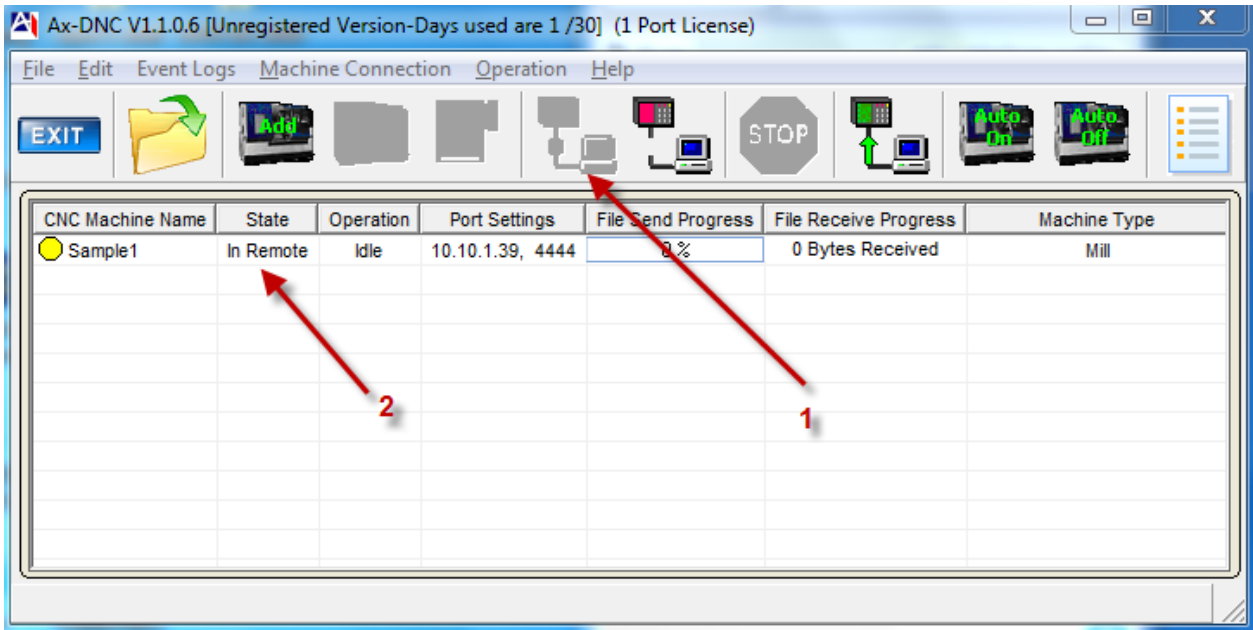 Ax-DNC V1.1.0.6 [Unregistered Version-Days used are 1 /30] (1 Port License)
File Edit Event Logs Machine Connection Operation Help
EXIT Add STOP Auto On Auto Off
CNC Machine Name State Operation Port Settings File Send Progress File Receive Progress Machine Type
Sample1 In Remote Idle 10.10.1.39, 4444 0 % 0 Bytes Received Mill
2
1